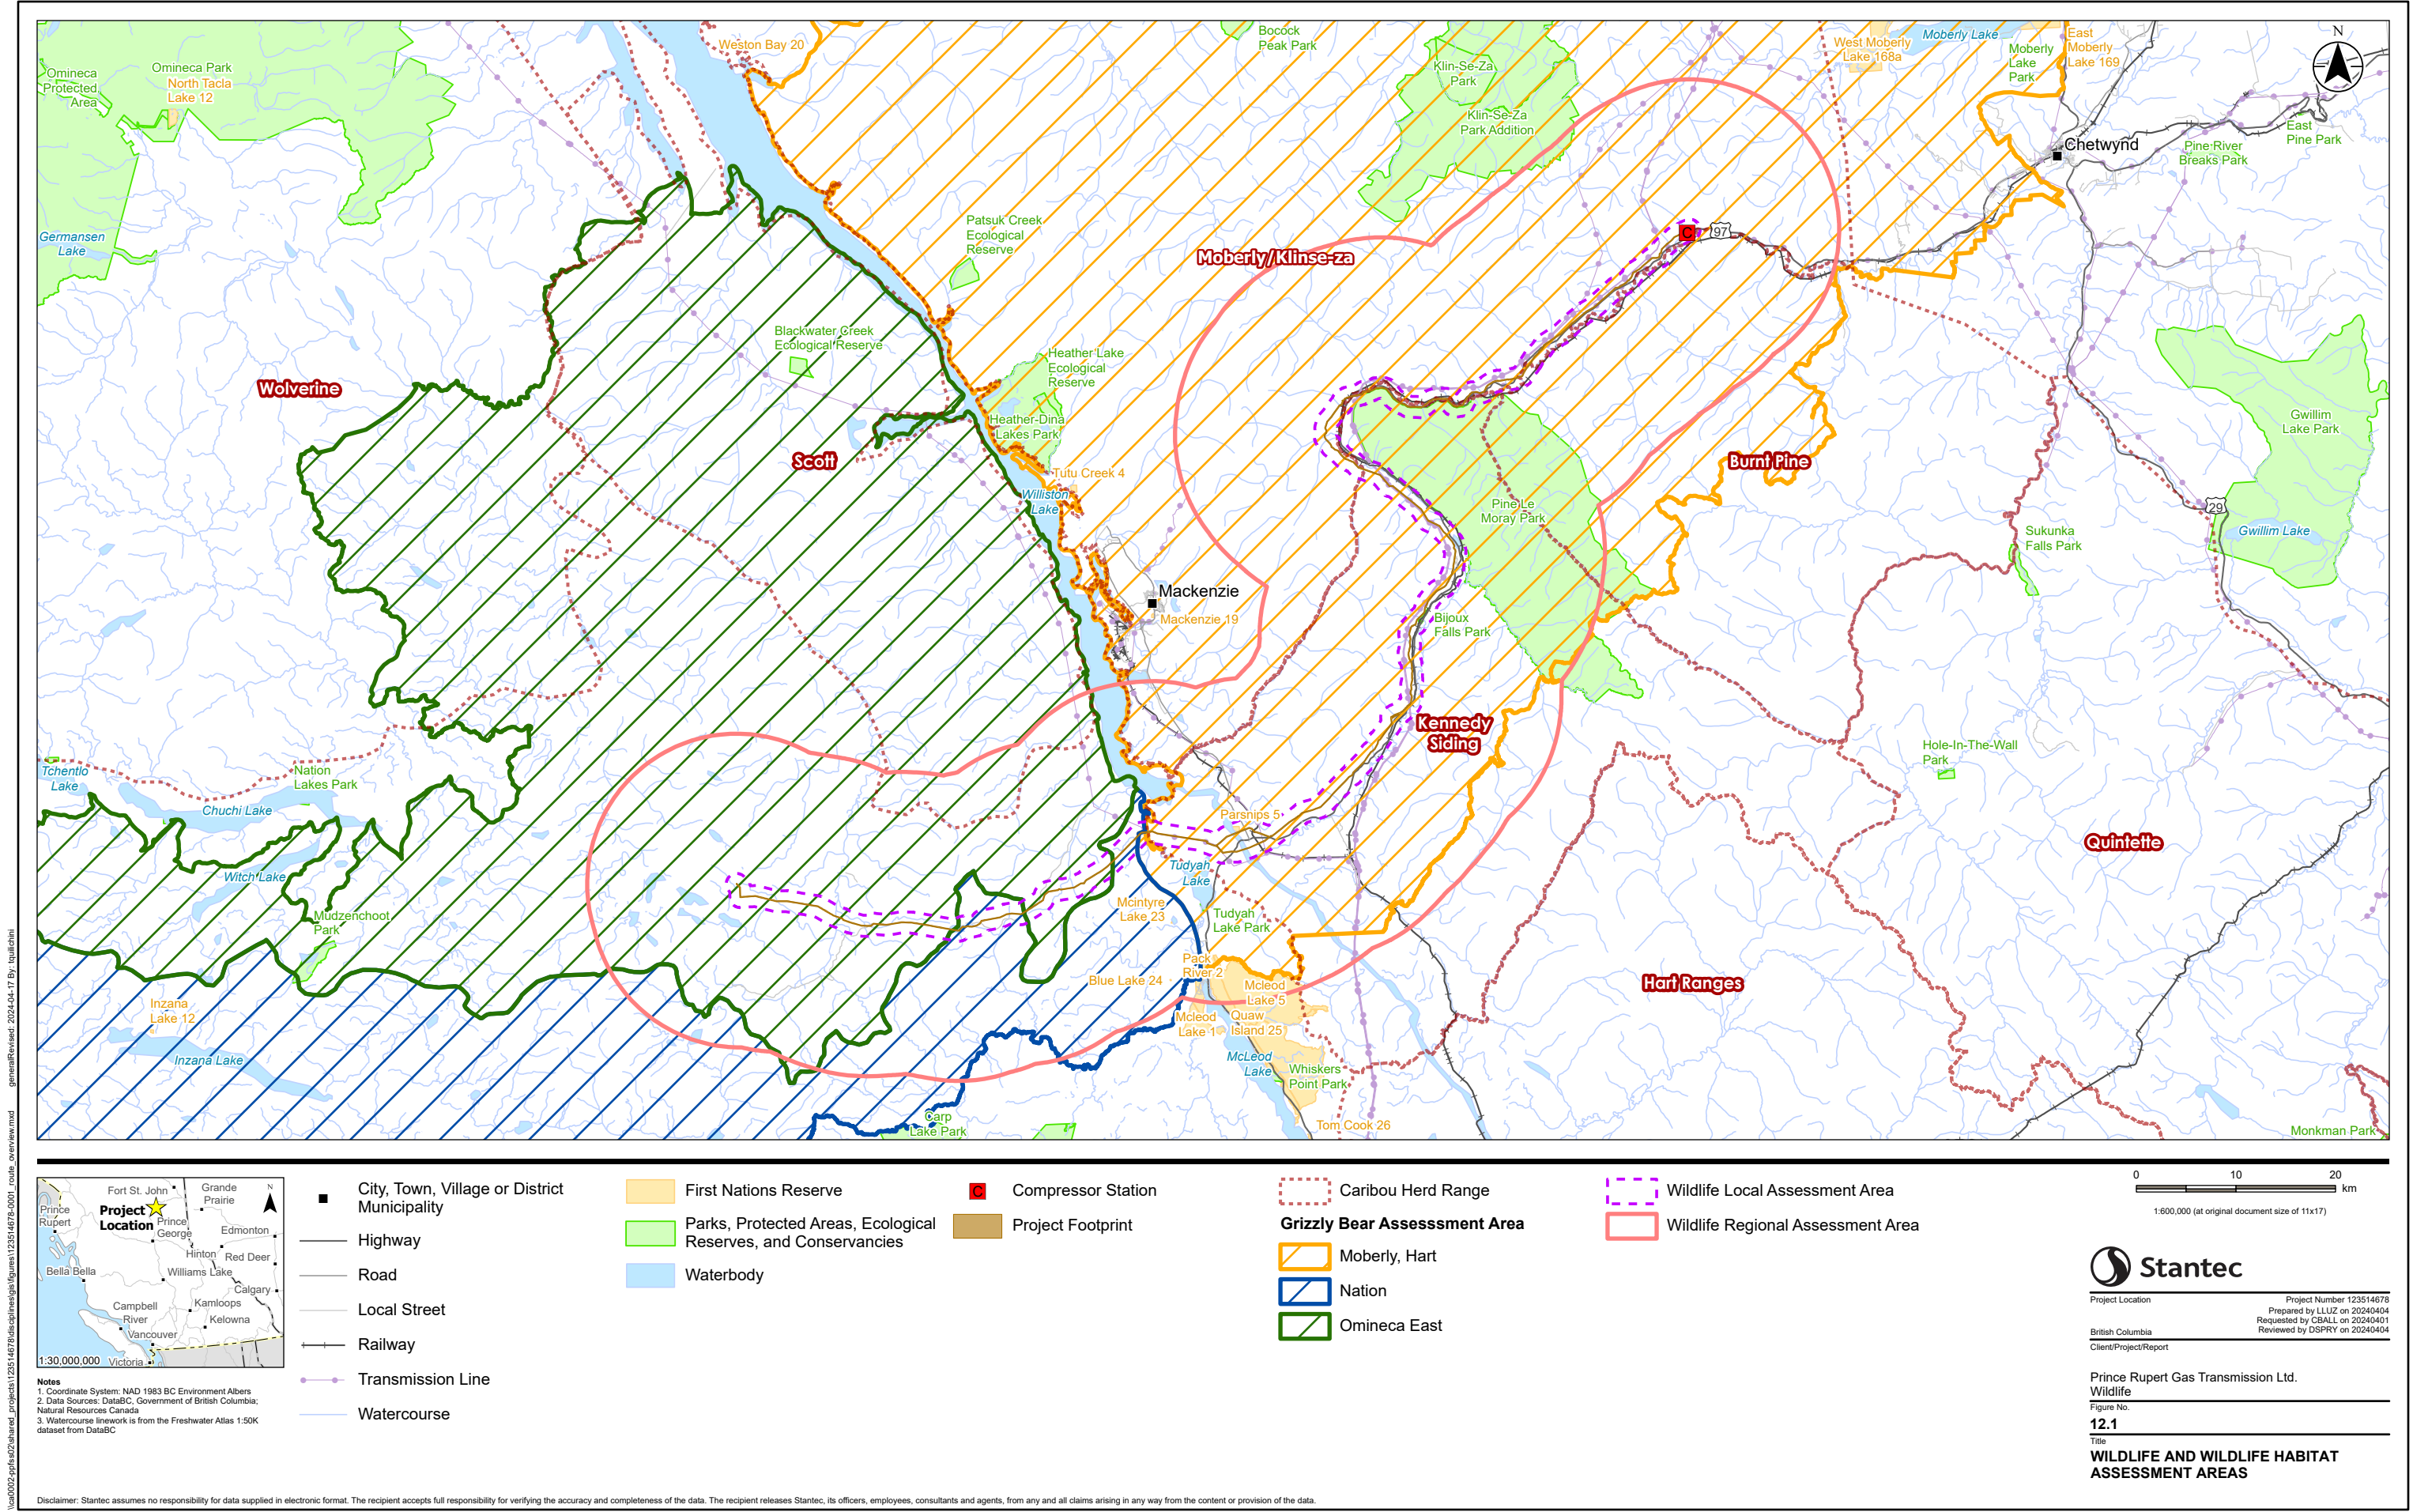 Omineca
Protected
Area
Omineca Park
North Tacla
Lake 12
Germansen
Lake
Weston Bay 20
Bocock
Peak Park
Klin-Se-Za
Park
Klin-Se-Za
Park Addition
West Moberly
Lake 168a
Moberly Lake
Moberly
Lake
Park
East
Moberly
Lake 169
N
Chetwynd
East
Pine Park
Pine River
Breaks Park
Patsuk Creek
Ecological
Reserve
Moberly/Klinse-za
C
97
Blackwater Creek
Ecological Reserve
Heather Lake
Ecological
Reserve
Wolverine
Heather-Dina
Lakes Park
Scott
Tutu Creek 4
Williston
Lake
Burnt Pine
Gwillim
Lake Park
Pine Le
Moray Park
29
Gwillim Lake
Sukunka
Falls Park
Mackenzie
Mackenzie 19
Bijoux
Falls Park
Kennedy
Siding
Hole-In-The-Wall
Park
Tchentlo
Lake
Nation
Lakes Park
Chuchi Lake
Parsnips 5
Quintette
Witch Lake
Tudyah
Lake
Mcintyre
Lake 23
Tudyah
Lake Park
Mudzenchoot
Park
Pack
River 2
Blue Lake 24
Mcleod
Lake 5
Hart Ranges
Inzana
Lake 12
Mcleod
Lake 1
Quaw
Island 25
Inzana Lake
McLeod
Lake
Whiskers
Point Park
Carp
Lake Park
Tom Cook 26
Monkman Park
\\ca0002-ppfss02\shared_projects\123514678\disciplines\gis\figures\123514678-0001_route_overview.mxd generalRevised: 2024-04-17 By: tquilichini
Fort St. John
Grande
Prairie
N
Prince
Rupert
Project
Location
Prince
George
Edmonton
Hinton
Red Deer
Bella Bella
Williams Lake
Calgary
Campbell
River
Kamloops
Kelowna
Vancouver
1:30,000,000
Victoria
Notes
1. Coordinate System: NAD 1983 BC Environment Albers
2. Data Sources: DataBC, Government of British Columbia;
Natural Resources Canada
3. Watercourse linework is from the Freshwater Atlas 1:50K
dataset from DataBC
City, Town, Village or District
Municipality
Highway
Road
Local Street
Railway
Transmission Line
Watercourse
First Nations Reserve
Parks, Protected Areas, Ecological
Reserves, and Conservancies
Waterbody
C
Compressor Station
Project Footprint
Caribou Herd Range
Grizzly Bear Assesssment Area
Moberly, Hart
Nation
Omineca East
Wildlife Local Assessment Area
Wildlife Regional Assessment Area
0 10 20
km
1:600,000 (at original document size of 11x17)
Stantec
Project Location
Project Number 123514678
Prepared by LLUZ on 20240404
Requested by CBALL on 20240401
British Columbia
Reviewed by DSPRY on 20240404
Client/Project/Report
Prince Rupert Gas Transmission Ltd.
Wildlife
Figure No.
12.1
Title
WILDLIFE AND WILDLIFE HABITAT
ASSESSMENT AREAS
Disclaimer: Stantec assumes no responsibility for data supplied in electronic format. The recipient accepts full responsibility for verifying the accuracy and completeness of the data. The recipient releases Stantec, its officers, employees, consultants and agents, from any and all claims arising in any way from the content or provision of the data.